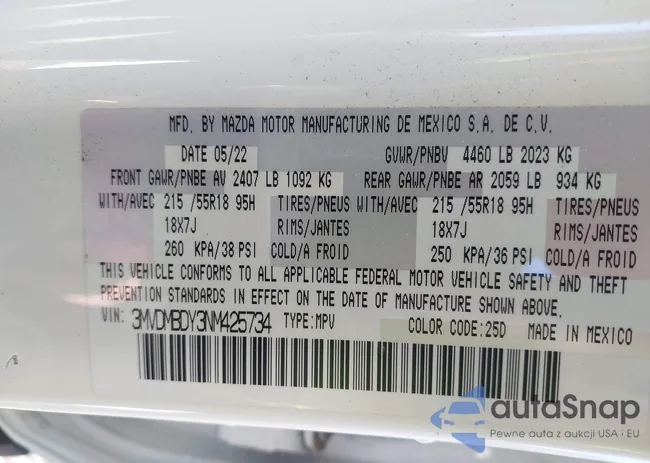 MFD. BY MAZDA MOTOR MANUFACTURING DE MEXICO S.A. DE C.V.
DATE 05/22 GVWR/PNBV 4460 LB 2023 KG
FRONT GAWR/PNBE AV 2407 LB 1092 KG REAR GAWR/PNBE AR 2059 LB 934 KG
WITH/AVEC 215 /55R18 95H TIRES/PNEUS WITH/AVEC 215 /55R18 95H TIRES/PNEUS
18X7J RIMS/JANTES 18X7J RIMS/JANTES
260 KPA/38 PSI COLD/A FROID 250 KPA/36 PSI COLD/A FROID
THIS VEHICLE CONFORMS TO ALL APPLICABLE FEDERAL MOTOR VEHICLE SAFETY AND THEFT
PREVENTION STANDARDS IN EFFECT ON THE DATE OF MANUFACTURE SHOWN ABOVE.
VIN: 3MVDMBDY3NM425734 TYPE:MPV COLOR CODE:25D MADE IN MEXICO
autaSnap
Pewne auta z aukcji USA i EU